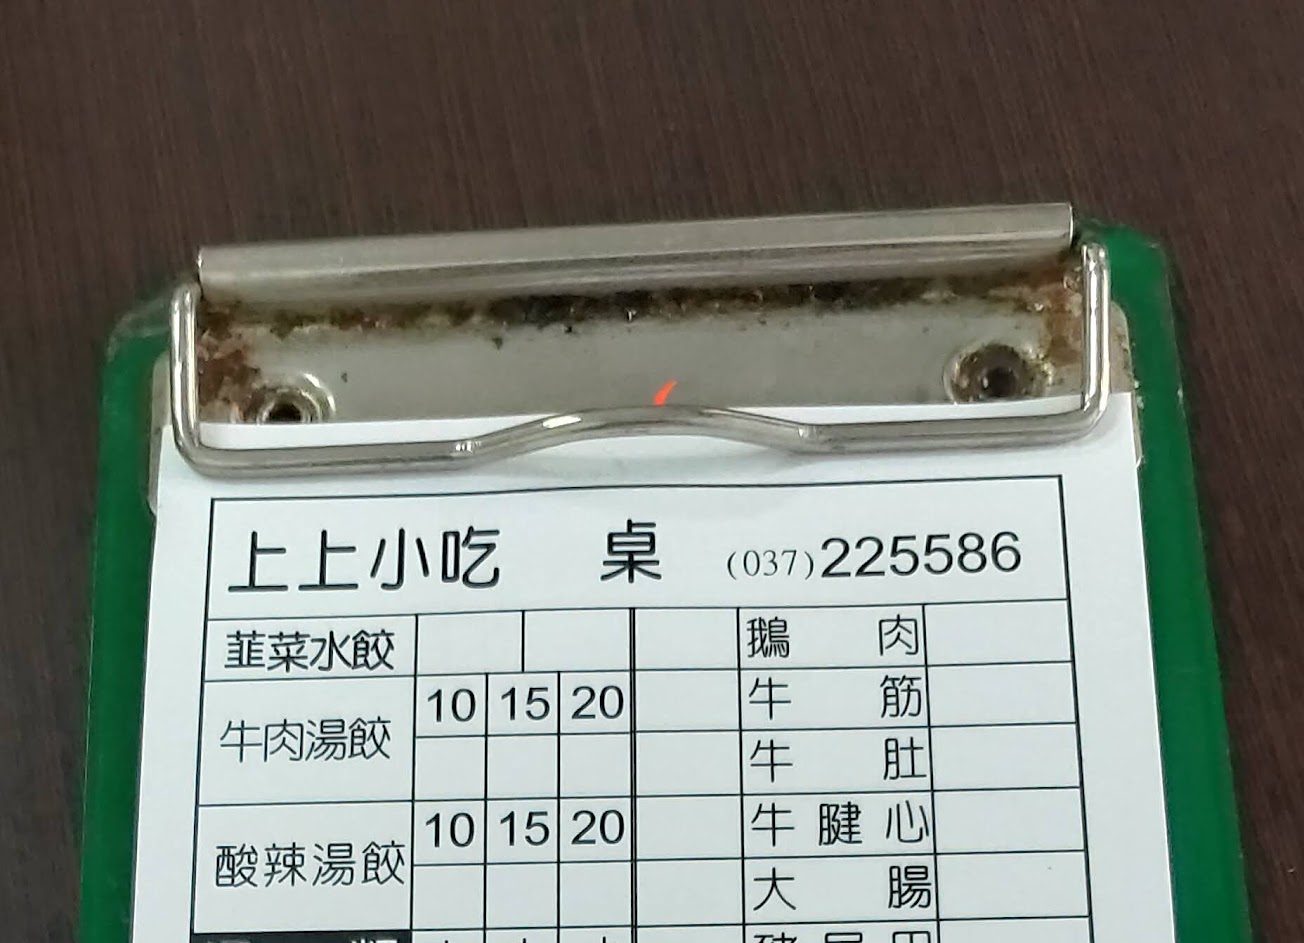 上上小吃 桌 (037)225586
韮菜水餃 鵝肉
牛肉湯餃 10 15 20 牛筋
牛肚
酸辣湯餃 10 15 20 牛腱心
大腸